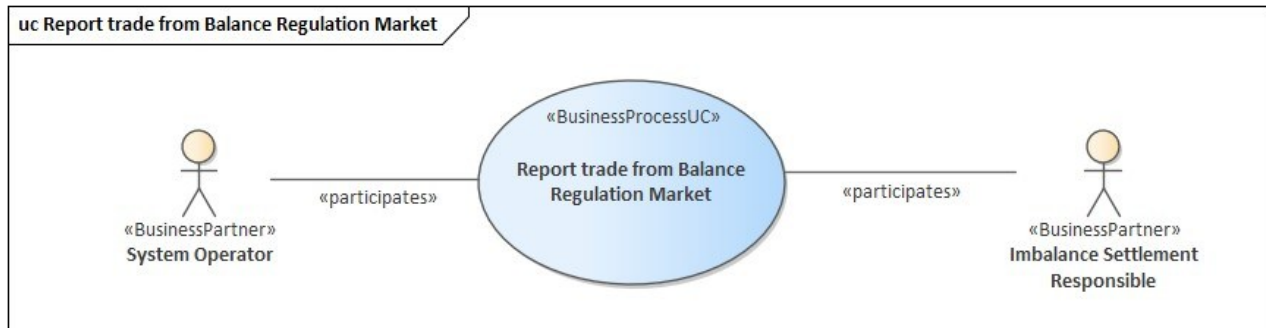 uc Report trade from Balance Regulation Market
«BusinessProcessUC»
Report trade from Balance
Regulation Market
«participates»
«participates»
«BusinessPartner»
System Operator
«BusinessPartner»
Imbalance Settlement
Responsible